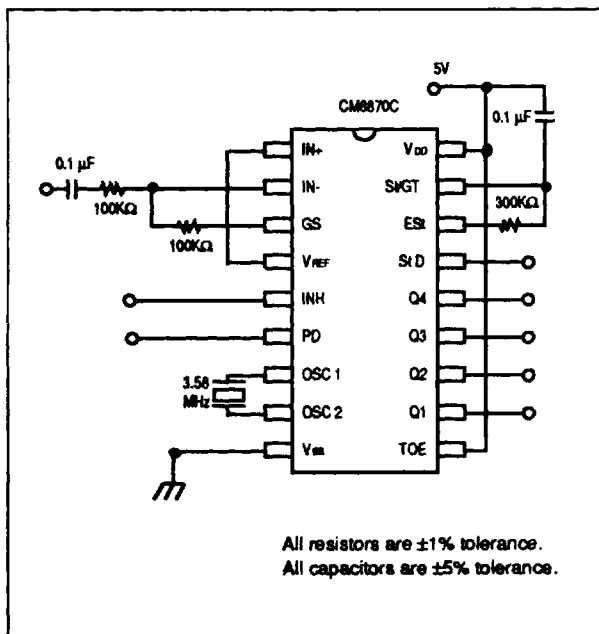 5V
CM8870C
0.1 µF
IN+
VDD
0.1 µF
IN-
St/GT
100KΩ
300KΩ
GS
ESt
100KΩ
VREF
StD
INH
Q4
PD
Q3
3.58
MHz
OSC 1
Q2
OSC 2
Q1
VSS
TOE
All resistors are ±1% tolerance.
All capacitors are ±5% tolerance.